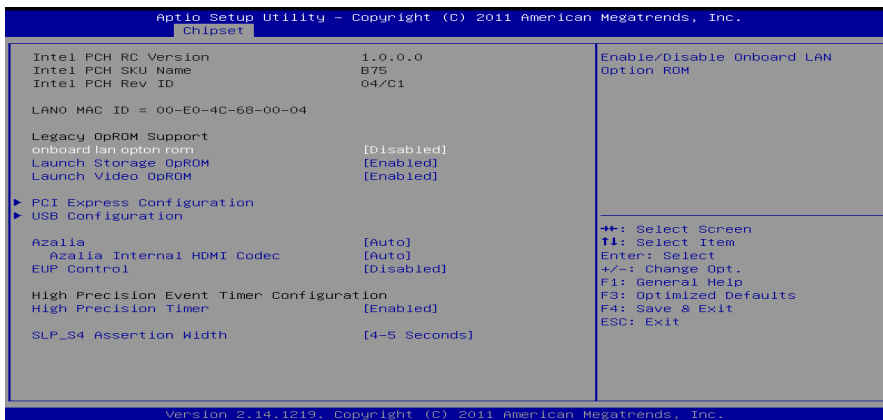 Aptio Setup Utility – Copyright (C) 2011 American Megatrends, Inc.
Chipset
Intel PCH RC Version 1.0.0.0
Intel PCH SKU Name B75
Intel PCH Rev ID 04/C1
LAN0 MAC ID = 00-E0-4C-68-00-04
Legacy OpROM Support
onboard lan opton rom [Disabled]
Launch Storage OpROM [Enabled]
Launch Video OpROM [Enabled]
PCI Express Configuration
USB Configuration
Azalia [Auto]
Azalia Internal HDMI Codec [Auto]
EUP Control [Disabled]
High Precision Event Timer Configuration
High Precision Timer [Enabled]
SLP_S4 Assertion Width [4-5 Seconds]
Enable/Disable Onboard LAN
Option ROM
→←: Select Screen
↑↓: Select Item
Enter: Select
+/-: Change Opt.
F1: General Help
F3: Optimized Defaults
F4: Save & Exit
ESC: Exit
Version 2.14.1219. Copyright (C) 2011 American Megatrends, Inc.